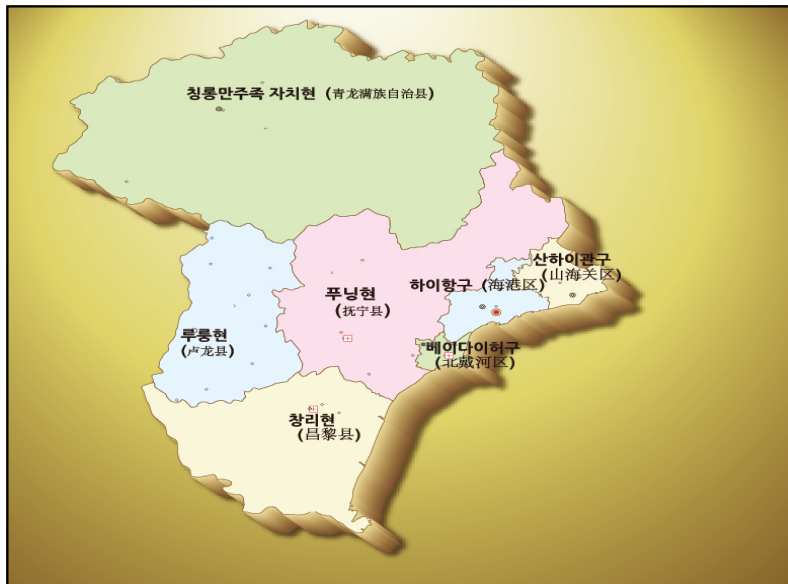 칭롱만주족 자치현 (青龙满族自治县)
산하이관구
(山海关区)
하이항구 (海港区)
푸닝현
(抚宁县)
루룽현
(卢龙县)
베이다이허구
(北戴河区)
창리현
(昌黎县)